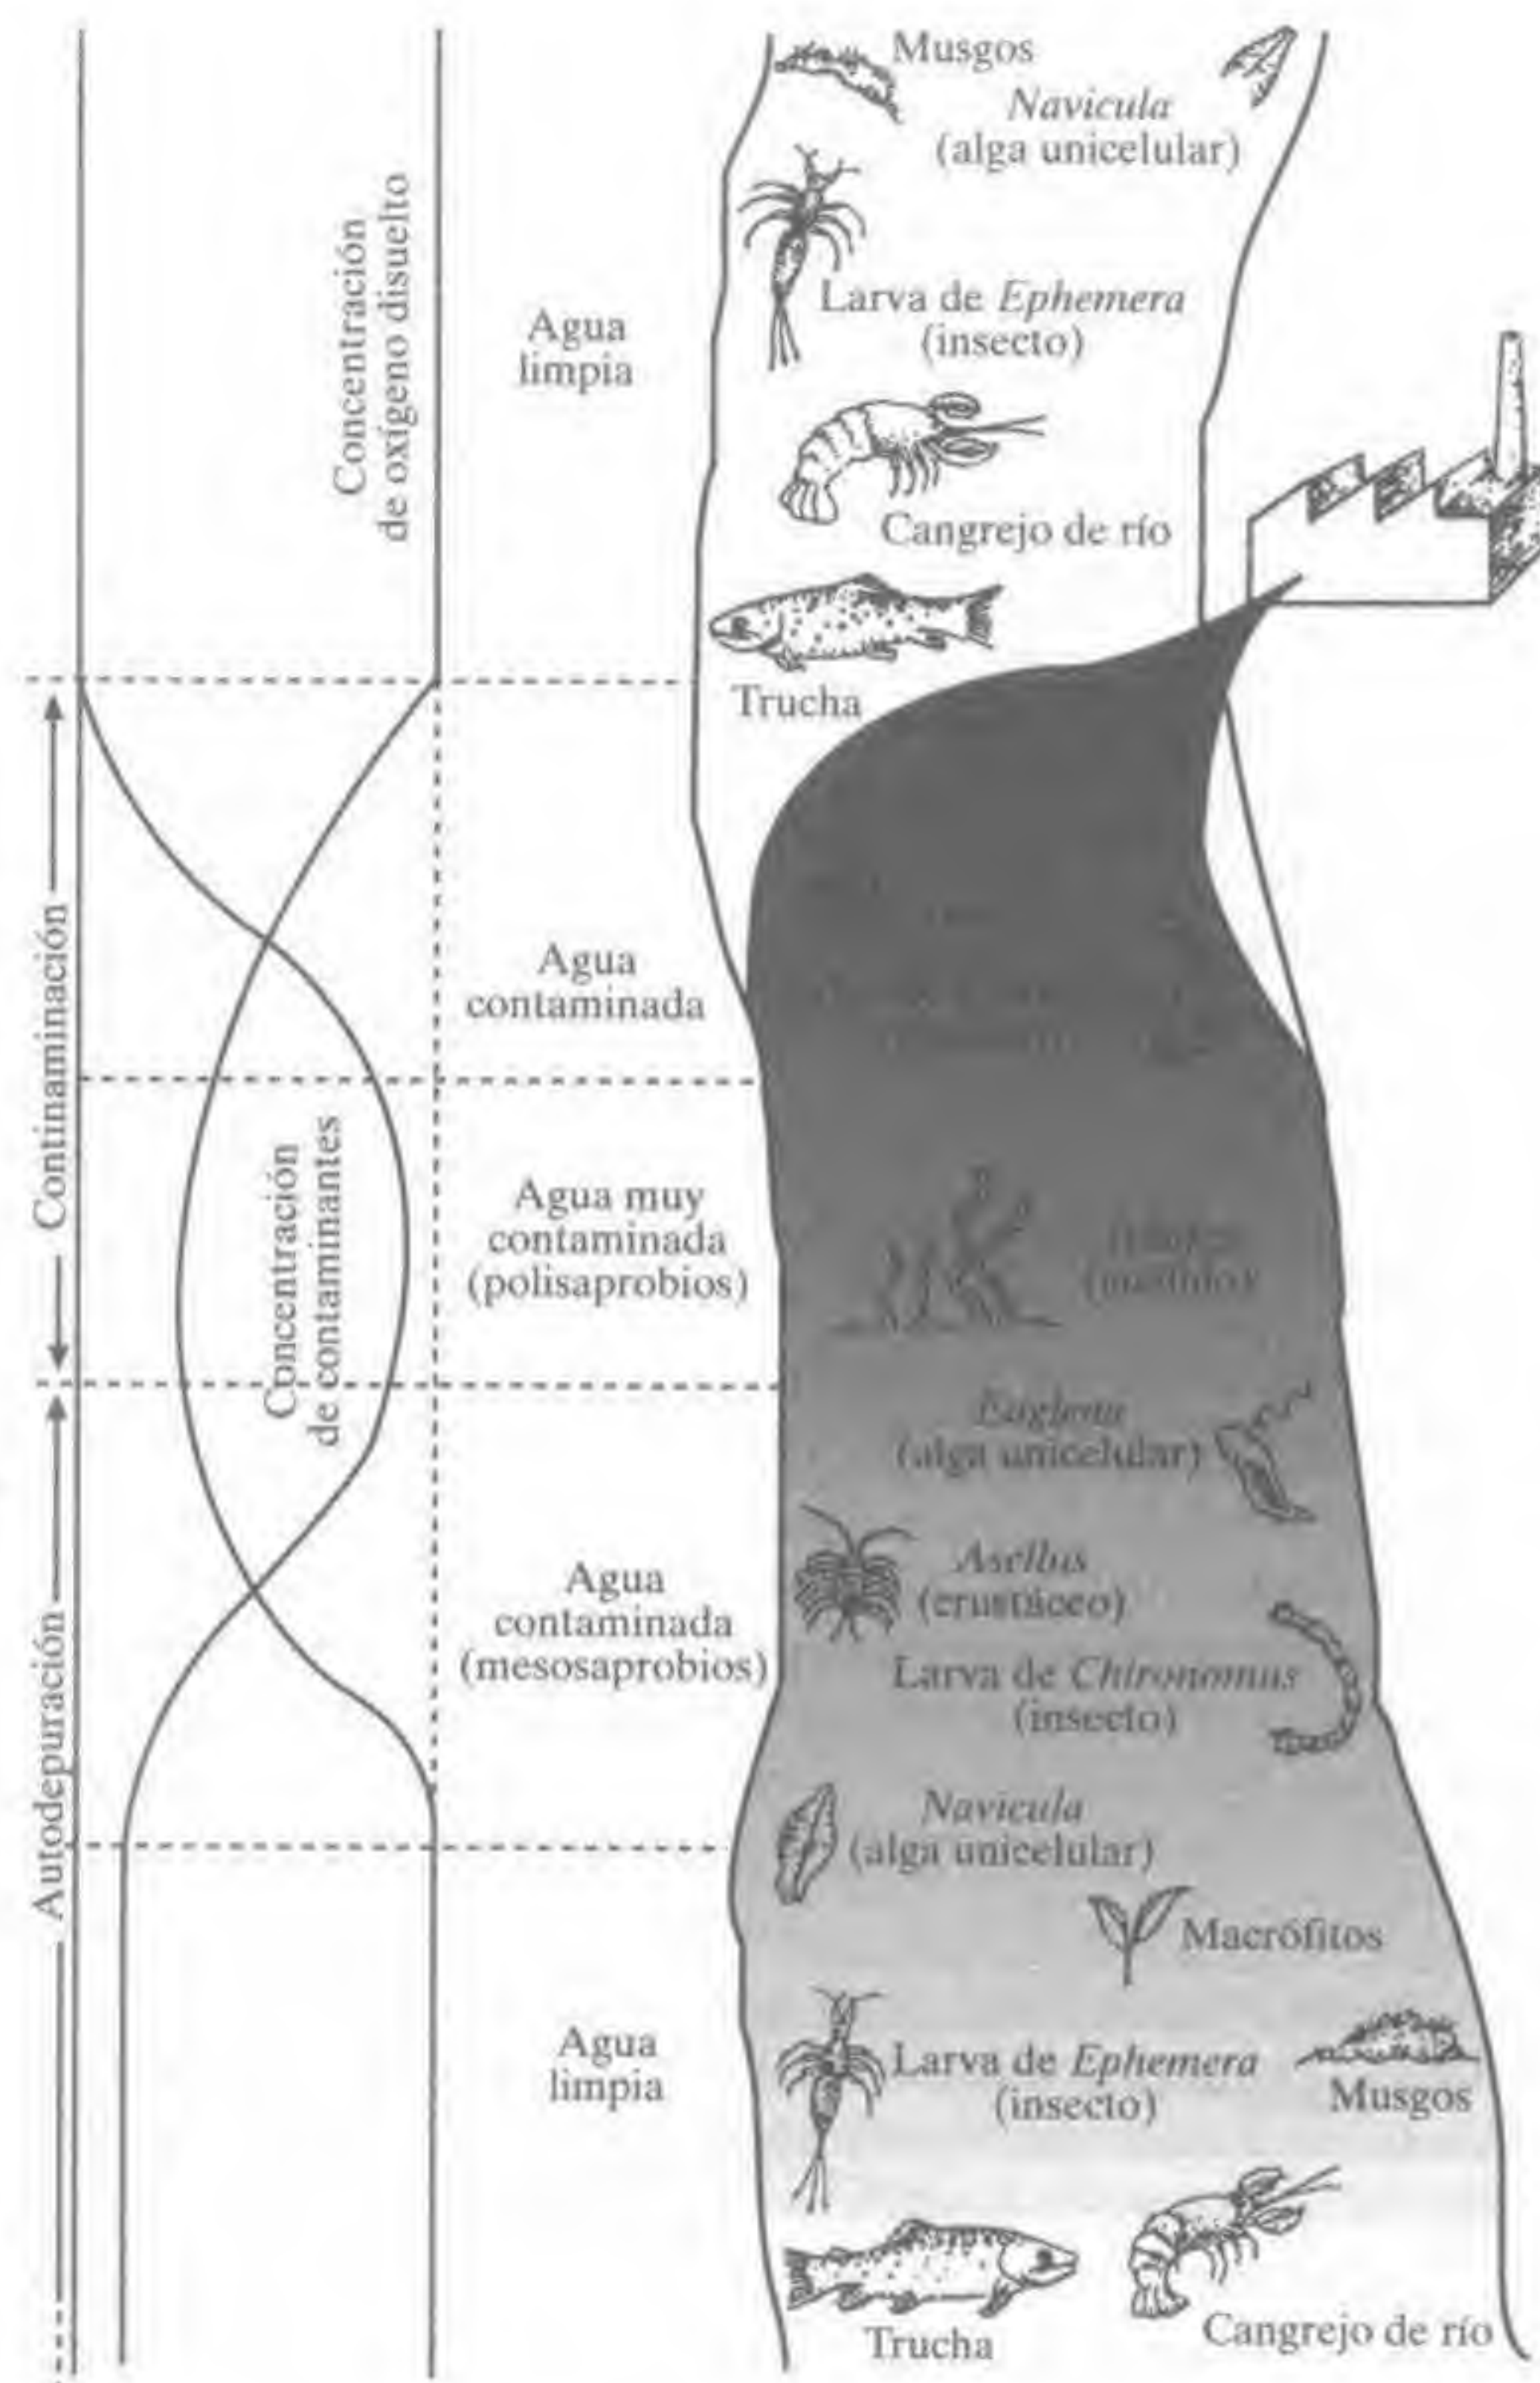 Musgos
Navicula
(alga unicelular)
Concentración
de oxígeno disuelto
Agua
limpia
Larva de Ephemera
(insecto)
Cangrejo de río
Trucha
Continaminación
Agua
contaminada
Concentración
de contaminantes
Agua muy
contaminada
(polisaprobios)
Euglena
(alga unicelular)
Asellus
(crustáceo)
Agua
contaminada
(mesosaprobios)
Larva de Chironomus
(insecto)
Autodepuración
Navicula
(alga unicelular)
Macrófitos
Agua
limpia
Larva de Ephemera
(insecto)
Musgos
Trucha
Cangrejo de río